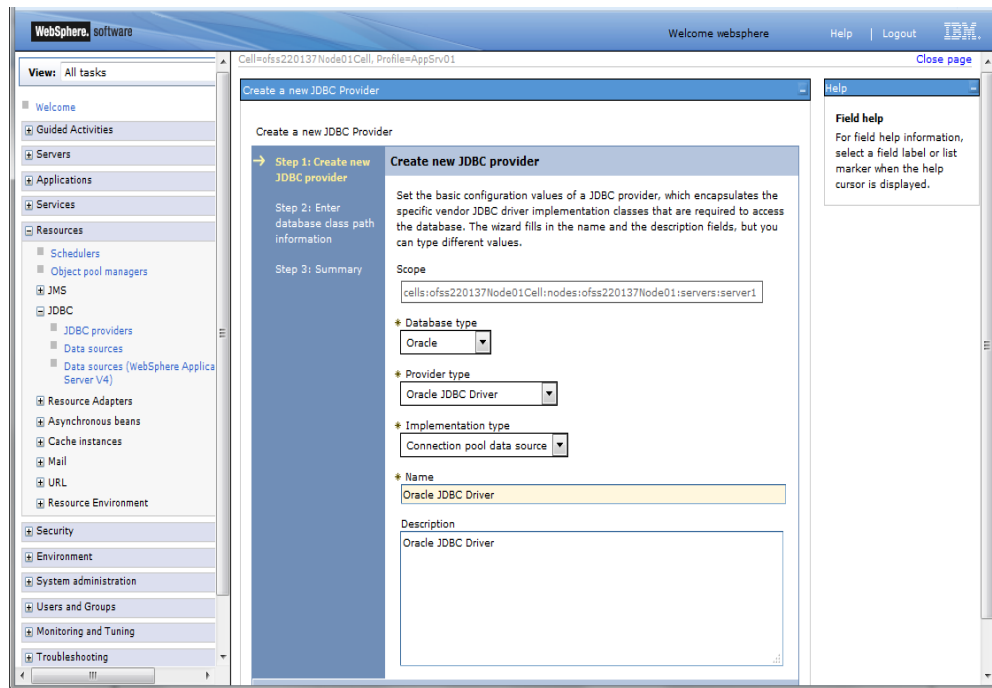 WebSphere. software
Welcome websphere
Help | Logout
IBM.
View: All tasks
Welcome
Guided Activities
Servers
Applications
Services
Resources
Schedulers
Object pool managers
JMS
JDBC
JDBC providers
Data sources
Data sources (WebSphere Applica
Server V4)
Resource Adapters
Asynchronous beans
Cache instances
Mail
URL
Resource Environment
Security
Environment
System administration
Users and Groups
Monitoring and Tuning
Troubleshooting
Cell=ofss220137Node01Cell, Profile=AppSrv01
Close page
Create a new JDBC Provider
Create a new JDBC Provider
Step 1: Create new
JDBC provider
Step 2: Enter
database class path
information
Step 3: Summary
Create new JDBC provider
Set the basic configuration values of a JDBC provider, which encapsulates the
specific vendor JDBC driver implementation classes that are required to access
the database. The wizard fills in the name and the description fields, but you
can type different values.
Scope
cells:ofss220137Node01Cell:nodes:ofss220137Node01:servers:server1
* Database type
Oracle
* Provider type
Oracle JDBC Driver
* Implementation type
Connection pool data source
* Name
Oracle JDBC Driver
Description
Oracle JDBC Driver
Help
Field help
For field help information,
select a field label or list
marker when the help
cursor is displayed.